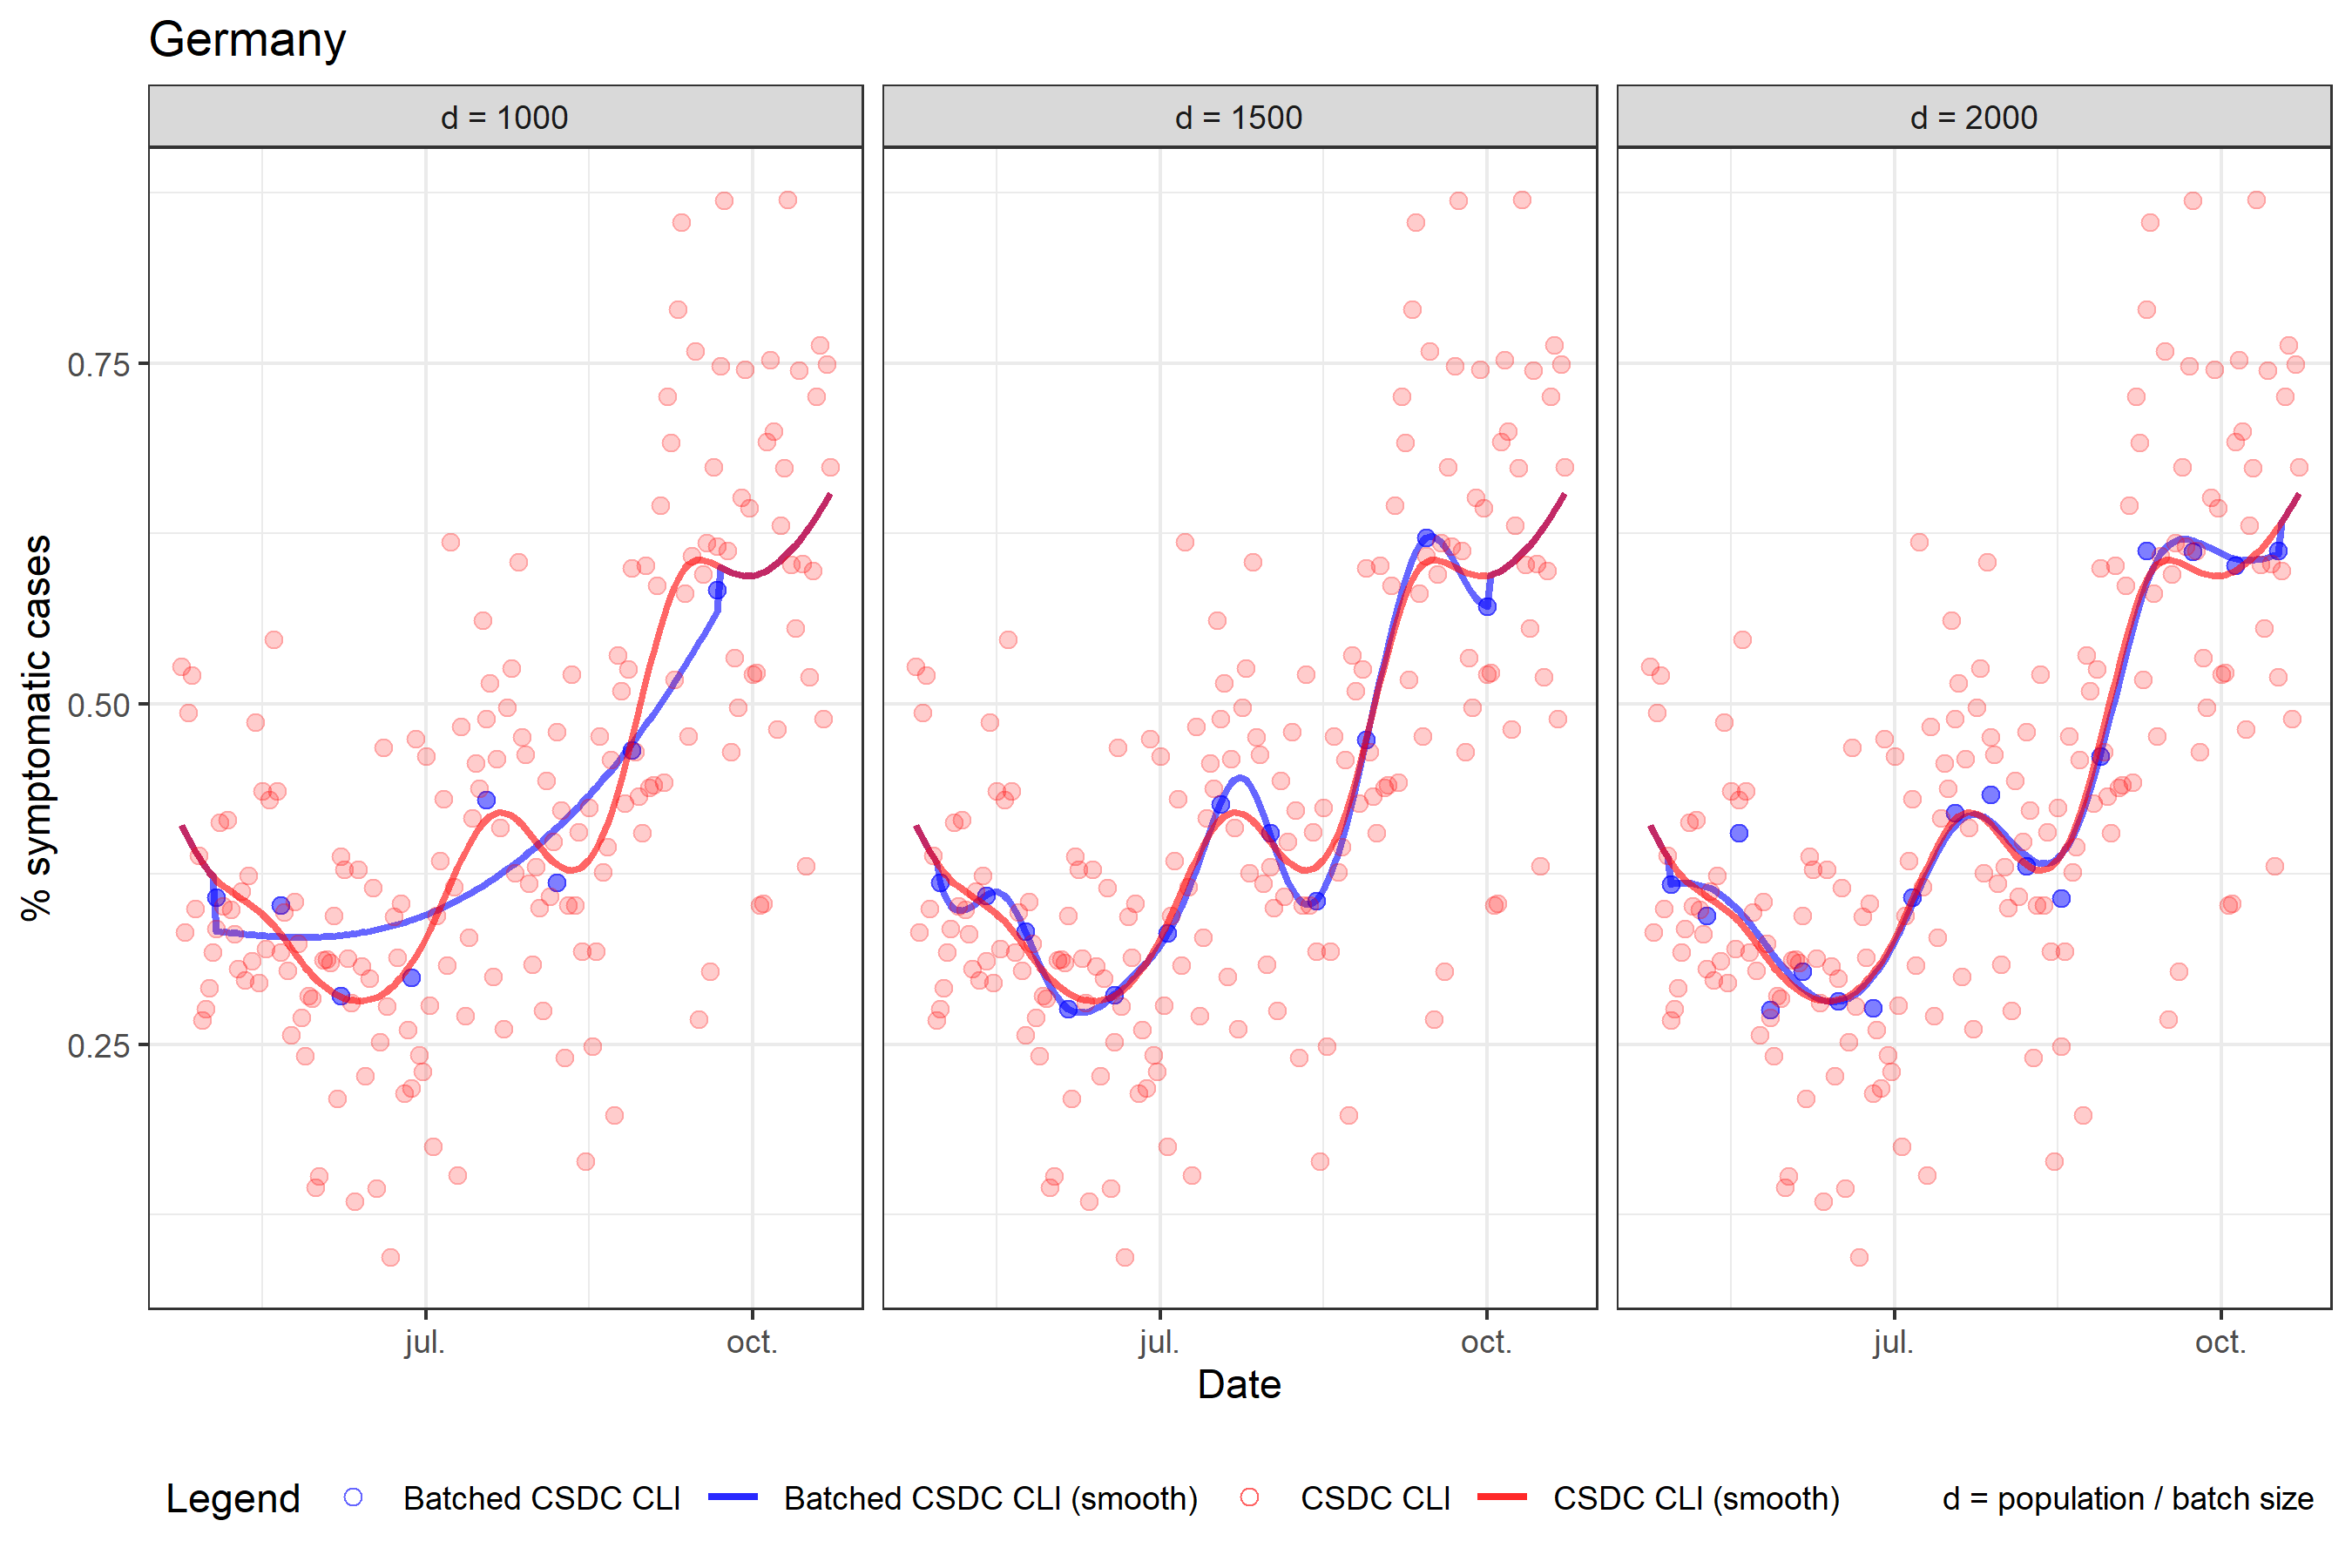 Germany
d = 1000
d = 1500
d = 2000
% symptomatic cases
0.75
0.50
0.25
jul.
oct.
jul.
oct.
jul.
oct.
Date
Legend Batched CSDC CLI Batched CSDC CLI (smooth) CSDC CLI CSDC CLI (smooth) d = population / batch size